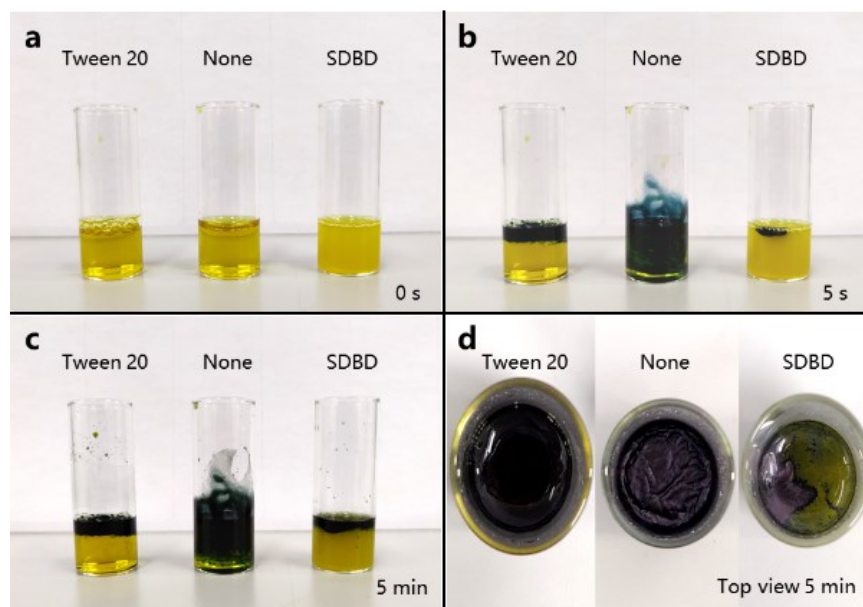 a
Tween 20 None SDBD
0 s
b
Tween 20 None SDBD
5 s
c
Tween 20 None SDBD
5 min
d
Tween 20 None SDBD
Top view 5 min